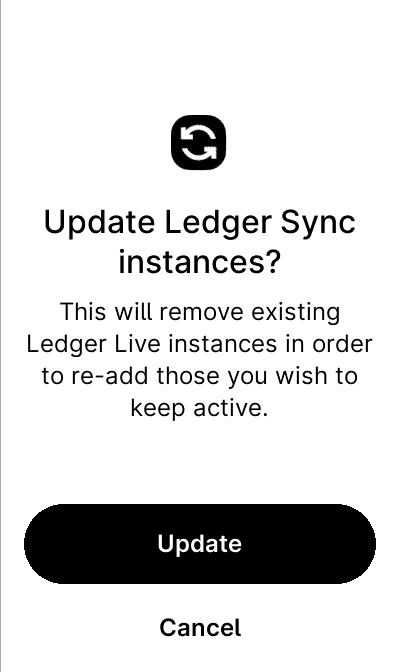 Update Ledger Sync
instances?
This will remove existing
Ledger Live instances in order
to re-add those you wish to
keep active.
Update
Cancel